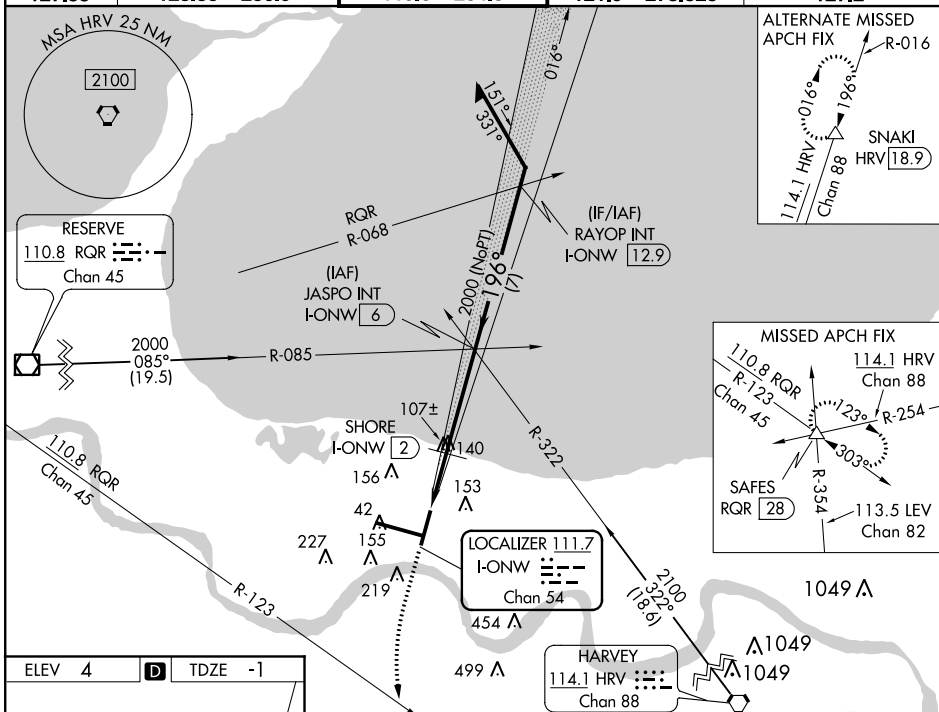 MSA HRV 25 NM
2100
ALTERNATE MISSED
APCH FIX
R-016
016°
196°
SNAKI
HRV 18.9
114.1 HRV
Chan 88
016°
151°
331°
RQR
R-068
(IF/IAF)
RAYOP INT
I-ONW 12.9
RESERVE
110.8 RQR
Chan 45
(IAF)
JASPO INT
I-ONW 6
2000 (NoPT)
196°
(7)
2000
085°
(19.5)
R-085
MISSED APCH FIX
110.8 RQR
R-123
Chan 45
114.1 HRV
Chan 88
R-254
123°
303°
SAFES
RQR 28
R-354
113.5 LEV
Chan 82
107±
SHORE
I-ONW 2
140
R-322
156
153
110.8 RQR
Chan 45
42
227
155
219
LOCALIZER 111.7
I-ONW
Chan 54
R-123
2100
322°
(18.6)
1049
454
1049
1049
499
HARVEY
114.1 HRV
Chan 88
ELEV 4
D
TDZE -1